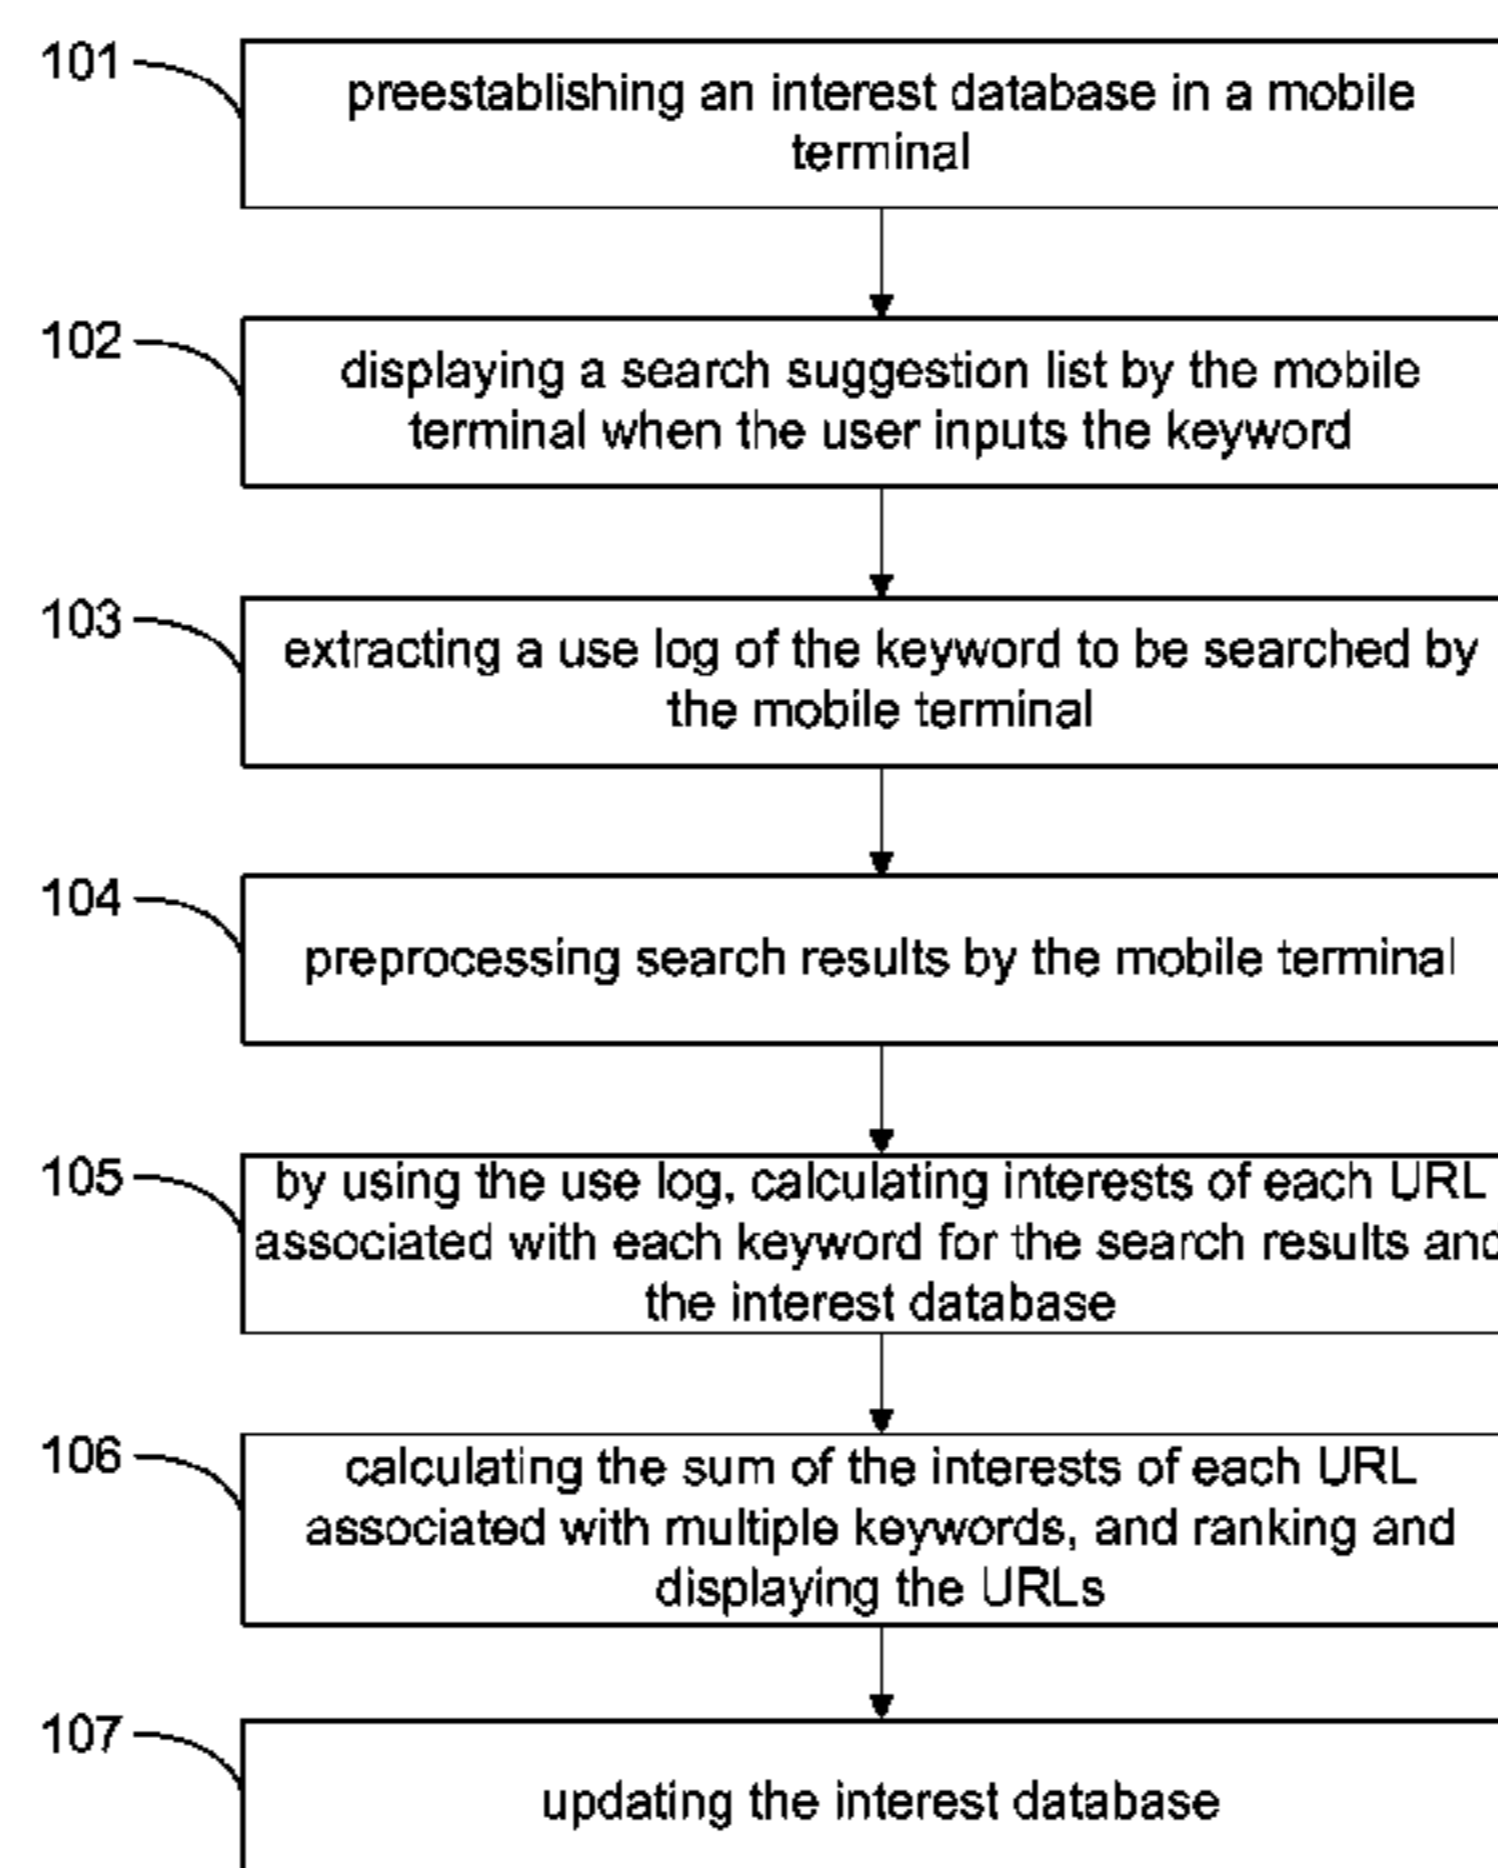 101
preestablishing an interest database in a mobile
terminal
102
displaying a search suggestion list by the mobile
terminal when the user inputs the keyword
103
extracting a use log of the keyword to be searched by
the mobile terminal
104
preprocessing search results by the mobile terminal
105
by using the use log, calculating interests of each URL
associated with each keyword for the search results and
the interest database
106
calculating the sum of the interests of each URL
associated with multiple keywords, and ranking and
displaying the URLs
107
updating the interest database